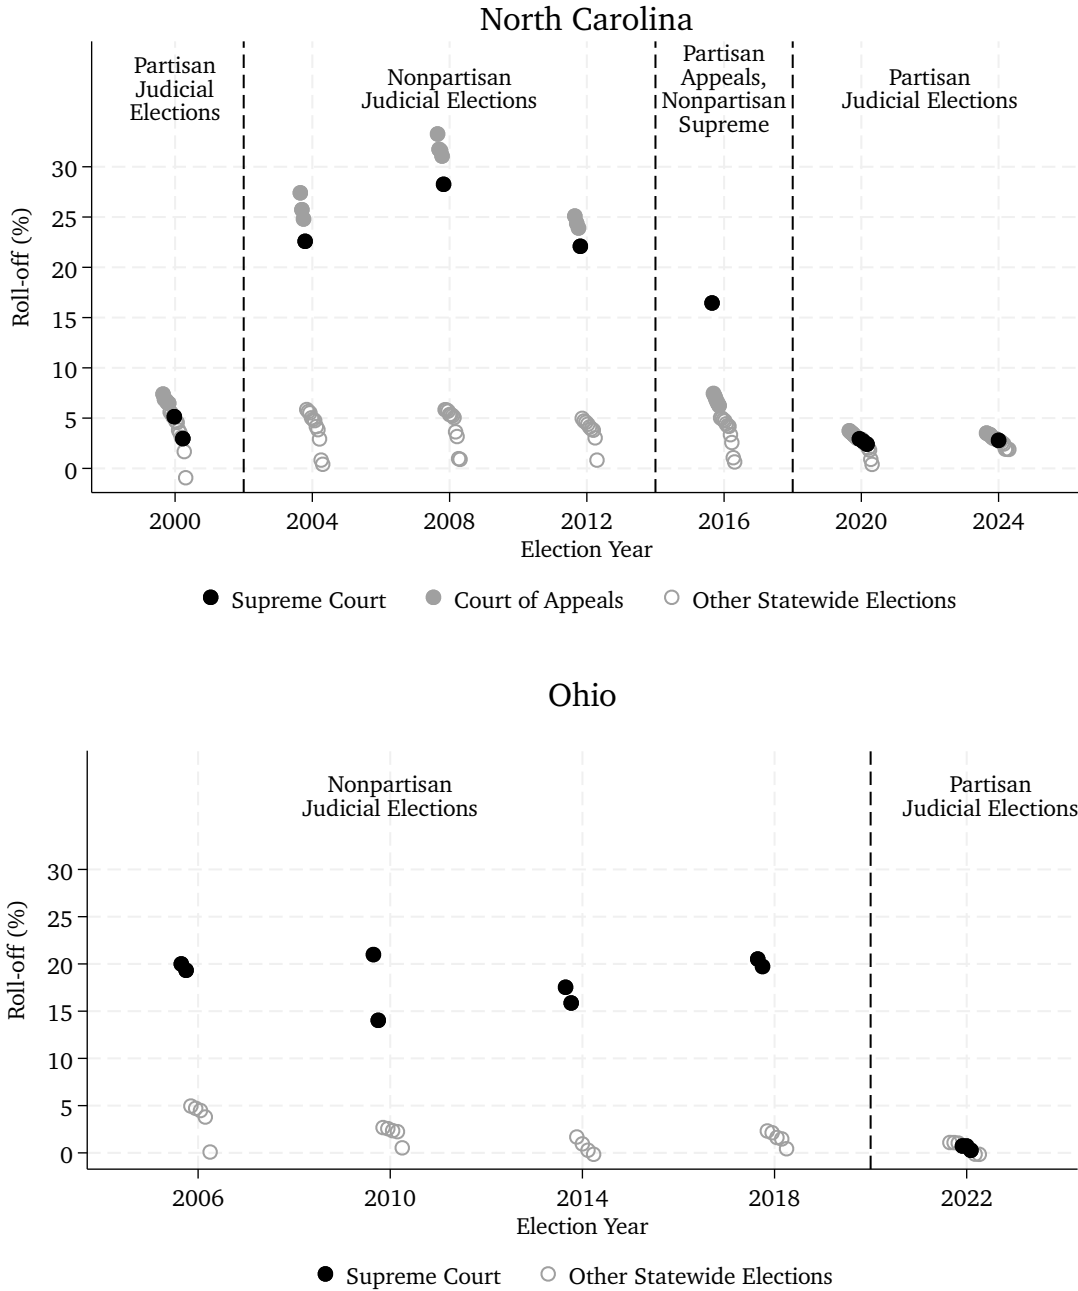 North Carolina
Partisan
Judicial
Elections
Nonpartisan
Judicial Elections
Partisan
Appeals,
Nonpartisan
Supreme
Partisan
Judicial Elections
Roll-off (%)
30
25
20
15
10
5
0
2000 2004 2008 2012 2016 2020 2024
Election Year
Supreme Court Court of Appeals Other Statewide Elections
Ohio
Nonpartisan
Judicial Elections
Partisan
Judicial Elections
Roll-off (%)
30
25
20
15
10
5
0
2006 2010 2014 2018 2022
Election Year
Supreme Court Other Statewide Elections